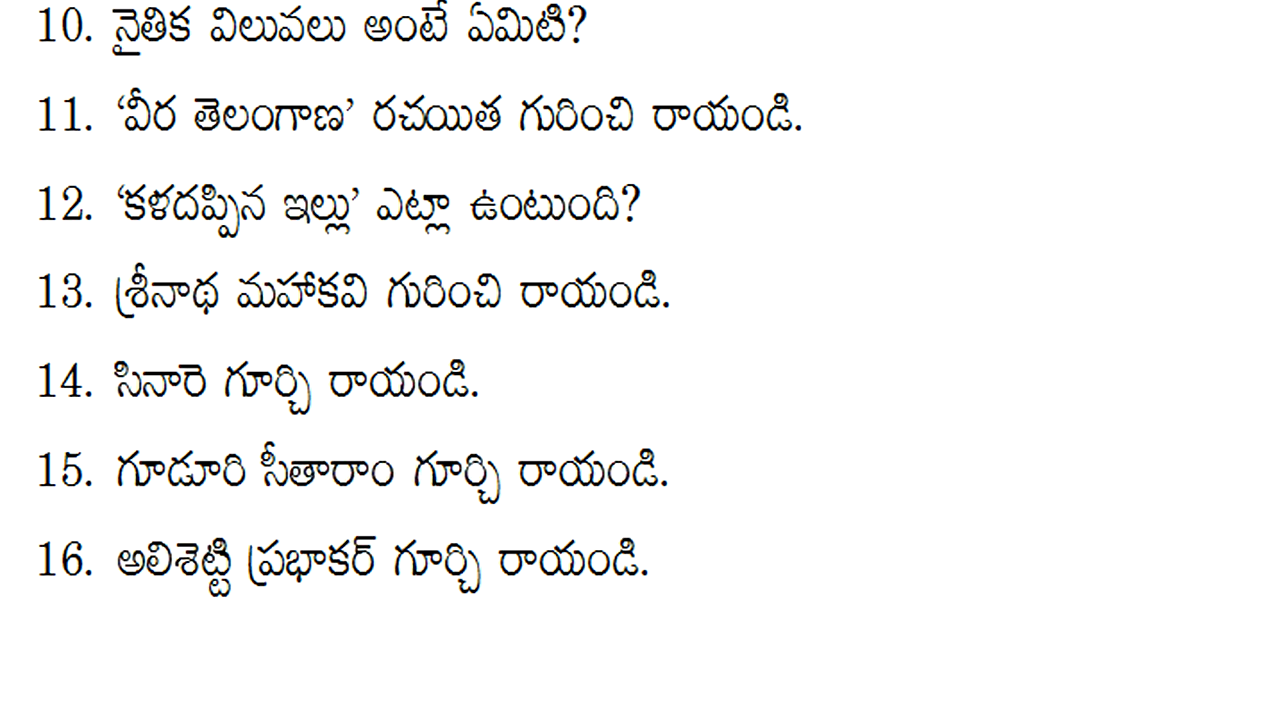 10. నైతిక విలువలు అంటే ఏమిటి?
11. ‘వీర తెలంగాణ’ రచయిత గురించి రాయండి.
12. ‘కళదప్పిన ఇల్లు’ ఎట్లా ఉంటుంది?
13. శ్రీనాథ మహాకవి గురించి రాయండి.
14. సినారె గూర్చి రాయండి.
15. గూడూరి సీతారాం గూర్చి రాయండి.
16. అలిశెట్టి ప్రభాకర్ గూర్చి రాయండి.